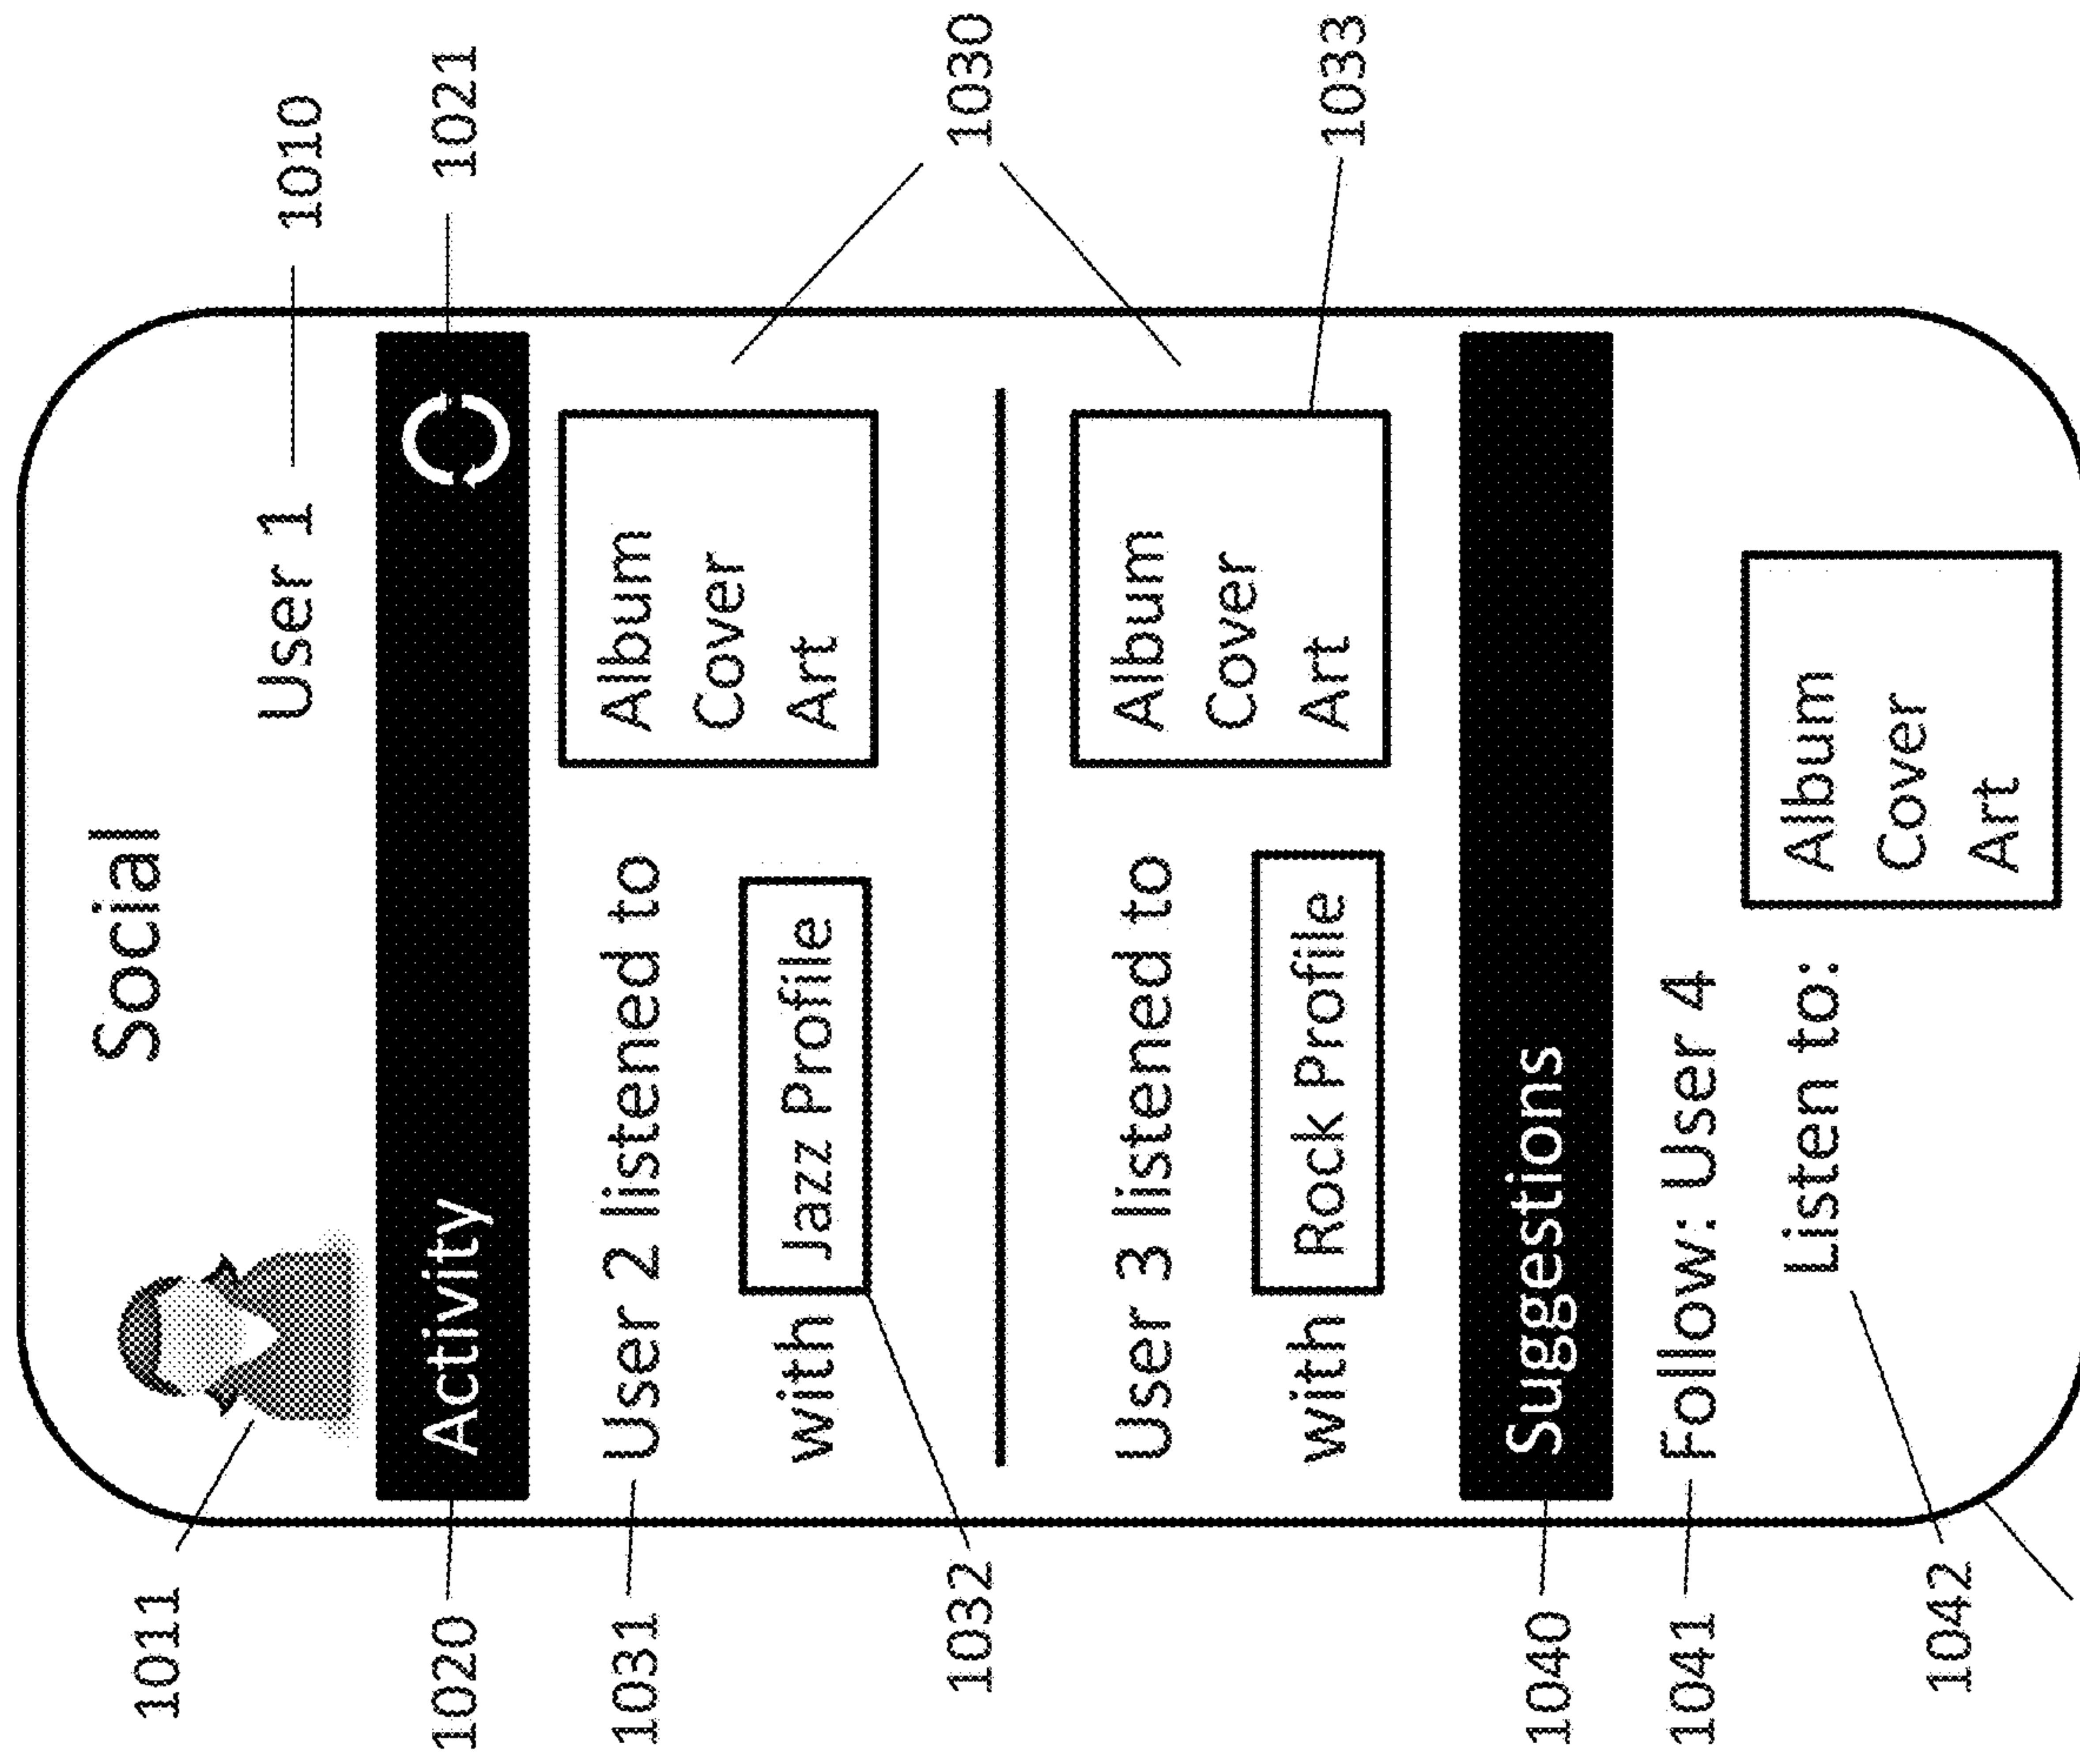 Social
1011
User 1
1010
1020
Activity
1021
1031
User 2 listened to
with
Jazz Profile
Album
Cover
Art
1030
1032
User 3 listened to
with
Rock Profile
Album
Cover
Art
1033
1040
Suggestions
1041
Follow: User 4
1042
Listen to:
Album
Cover
Art